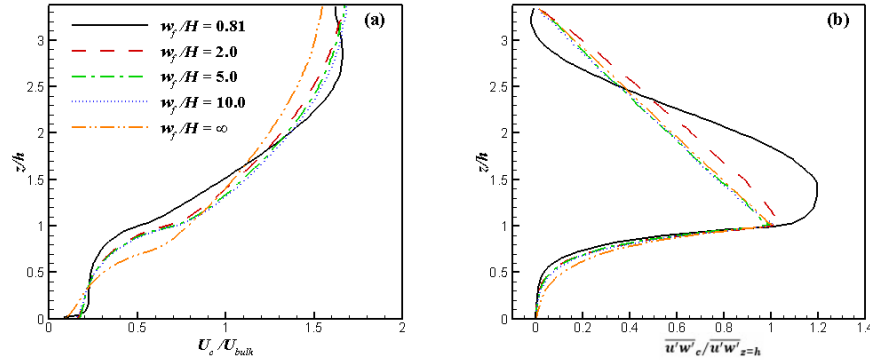 (a)
w_f/H = 0.81
w_f/H = 2.0
w_f/H = 5.0
w_f/H = 10.0
w_f/H = ∞
3
2.5
2
1.5
1
0.5
0
z/h
0
0.5
1
1.5
2
U_c/U_bulk
(b)
3
2.5
2
1.5
1
0.5
0
z/h
0
0.2
0.4
0.6
0.8
1
1.2
1.4
u'w'_c/u'w'_z=h